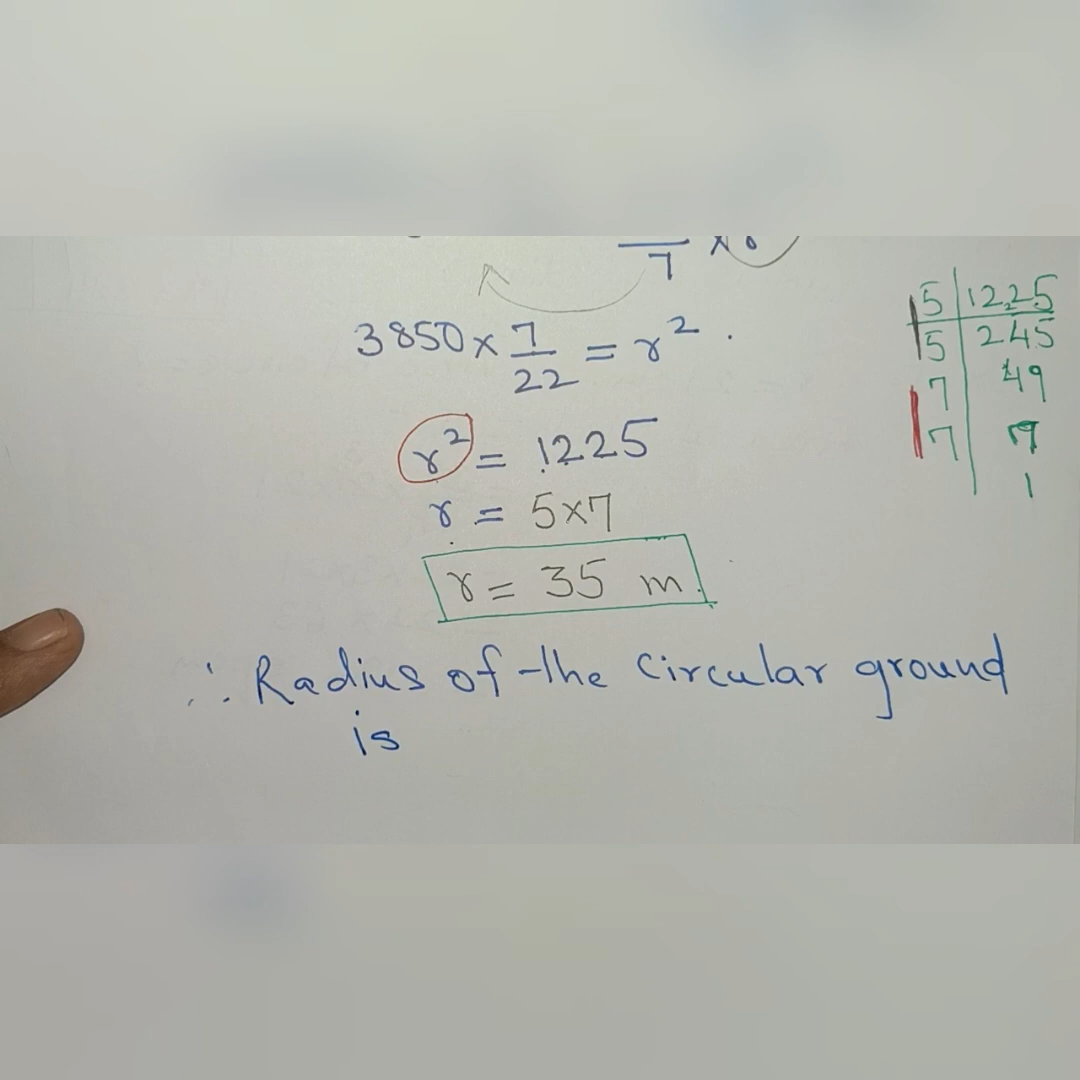 7
3850 × 7/22 = r² .
r² = 1225
r = 5×7
r = 35 m.
∴ Radius of the circular ground
is
5 | 1225
5 | 245
7 | 49
7 | 7
1